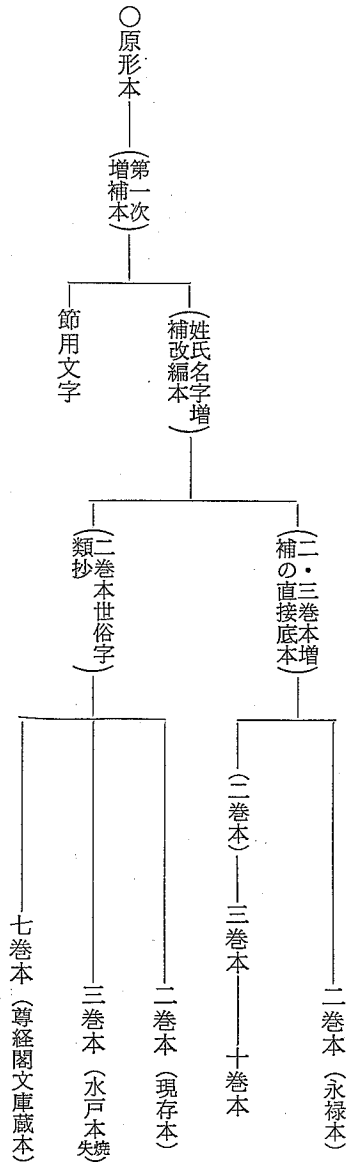 ○原形本
（第一次
増補本）
（姓氏名字増
補改編本）
節用文字
（二・三巻本増
補の直接底本）
（二巻本世俗字
類抄）
二巻本（永禄本）
（二巻本）
三巻本
十巻本
二巻本（現存本）
三巻本（水戸本焼失）
七巻本（尊経閣文庫蔵本）